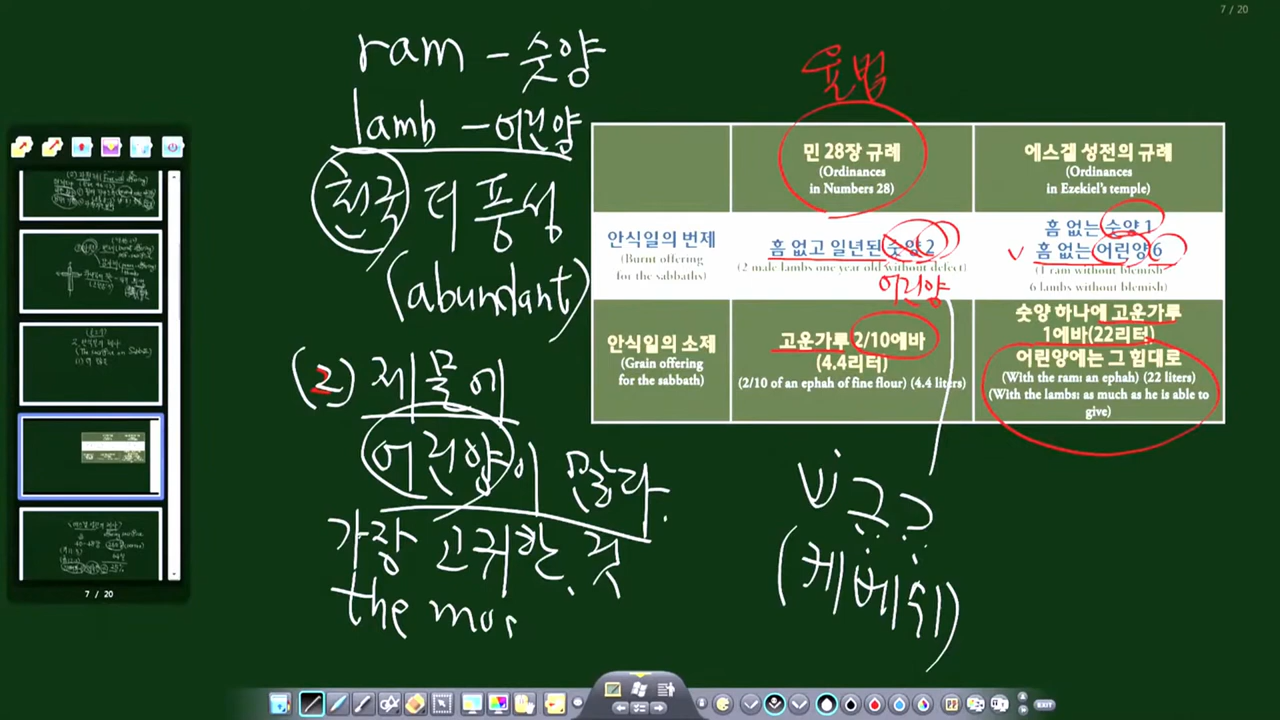 7 / 20
ram - 숫양
lamb - 어린양
천국 더 풍성
(abundant)
(2) 제물에
어린양이 많다.
가장 고귀한 것
the mos
율법
민 28장 규례
(Ordinances
in Numbers 28)
에스겔 성전의 규례
(Ordinances
in Ezekiel's temple)
안식일의 번제
(Burnt offering
for the sabbaths)
흠 없고 일년된 숫양 2
(2 male lambs one year old without defect)
어린양
흠 없는 숫양 1
흠 없는 어린양 6
(1 ram without blemish
6 lambs without blemish)
안식일의 소제
(Grain offering
for the sabbath)
고운가루 2/10에바
(4.4리터)
(2/10 of an ephah of fine flour) (4.4 liters)
숫양 하나에 고운가루
1에바(22리터)
어린양에는 그 힘대로
(With the ram: an ephah) (22 liters)
(With the lambs: as much as he is able to
give)
7 / 20
EXIT